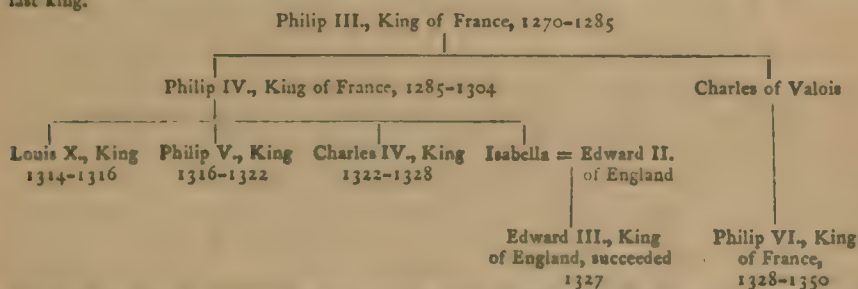 last king.
Philip III., King of France, 1270-1285
Philip IV., King of France, 1285-1304
Charles of Valois
Louis X., King
1314-1316
Philip V., King
1316-1322
Charles IV., King
1322-1328
Isabella = Edward II.
of England
Edward III., King
of England, succeeded
1327
Philip VI., King
of France,
1328-1350